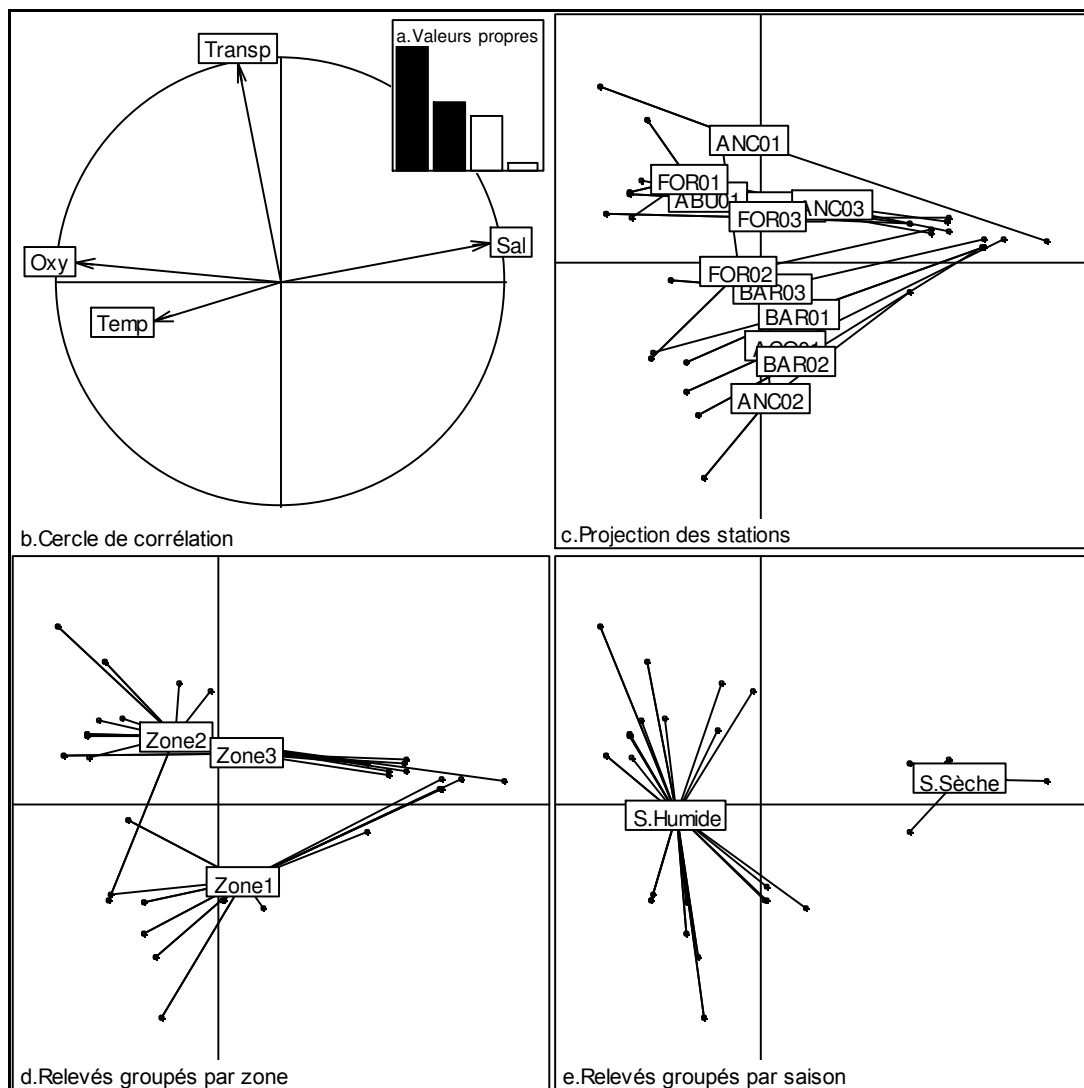 Transp
a.Valeurs propres
Sal
Oxy
Temp
b.Cercle de corrélation
ANC01
FOR01
ABU01
ANC03
FOR03
FOR02
BAR03
BAR01
BAR02
ANC02
c.Projection des stations
Zone2
Zone3
Zone1
d.Relevés groupés par zone
S.Sèche
S.Humide
e.Relevés groupés par saison